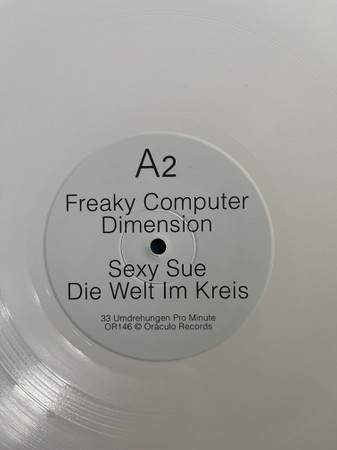 A2
Freaky Computer
Dimension
Sexy Sue
Die Welt Im Kreis
33 Umdrehungen Pro Minute
OR146 © Oráculo Records